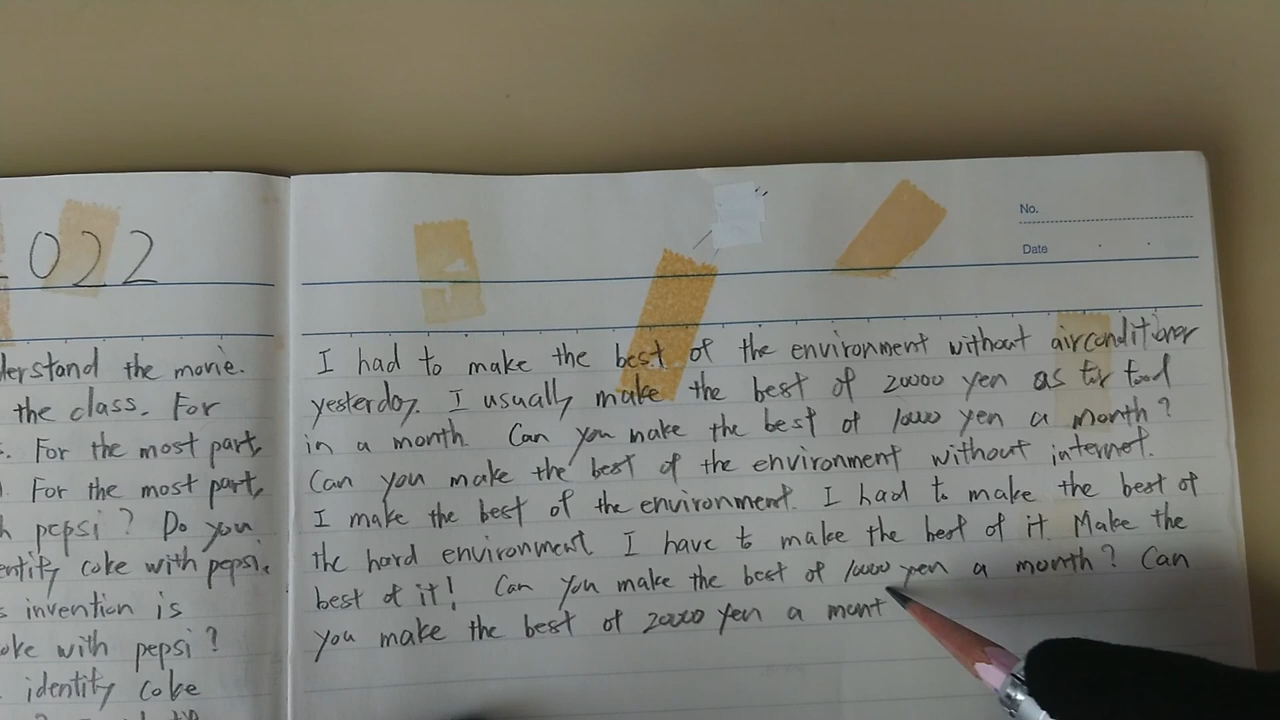 022
No.
Date
derstand the movie.
the class. For
. For the most part,
. For the most part,
h pepsi? Do you
entify coke with pepsi.
s invention is
oke with pepsi?
. identity coke
I had to make the best of the environment without airconditioner
yesterday. I usually make the best of 20000 yen as for food
in a month. Can you make the best of 10000 yen a month?
Can you make the best of the environment without internet.
I make the best of the environment. I had to make the best of
the hard environment I have to make the best of it. Make the
best of it! Can you make the best of 10000 yen a month? Can
you make the best of 20000 yen a mont